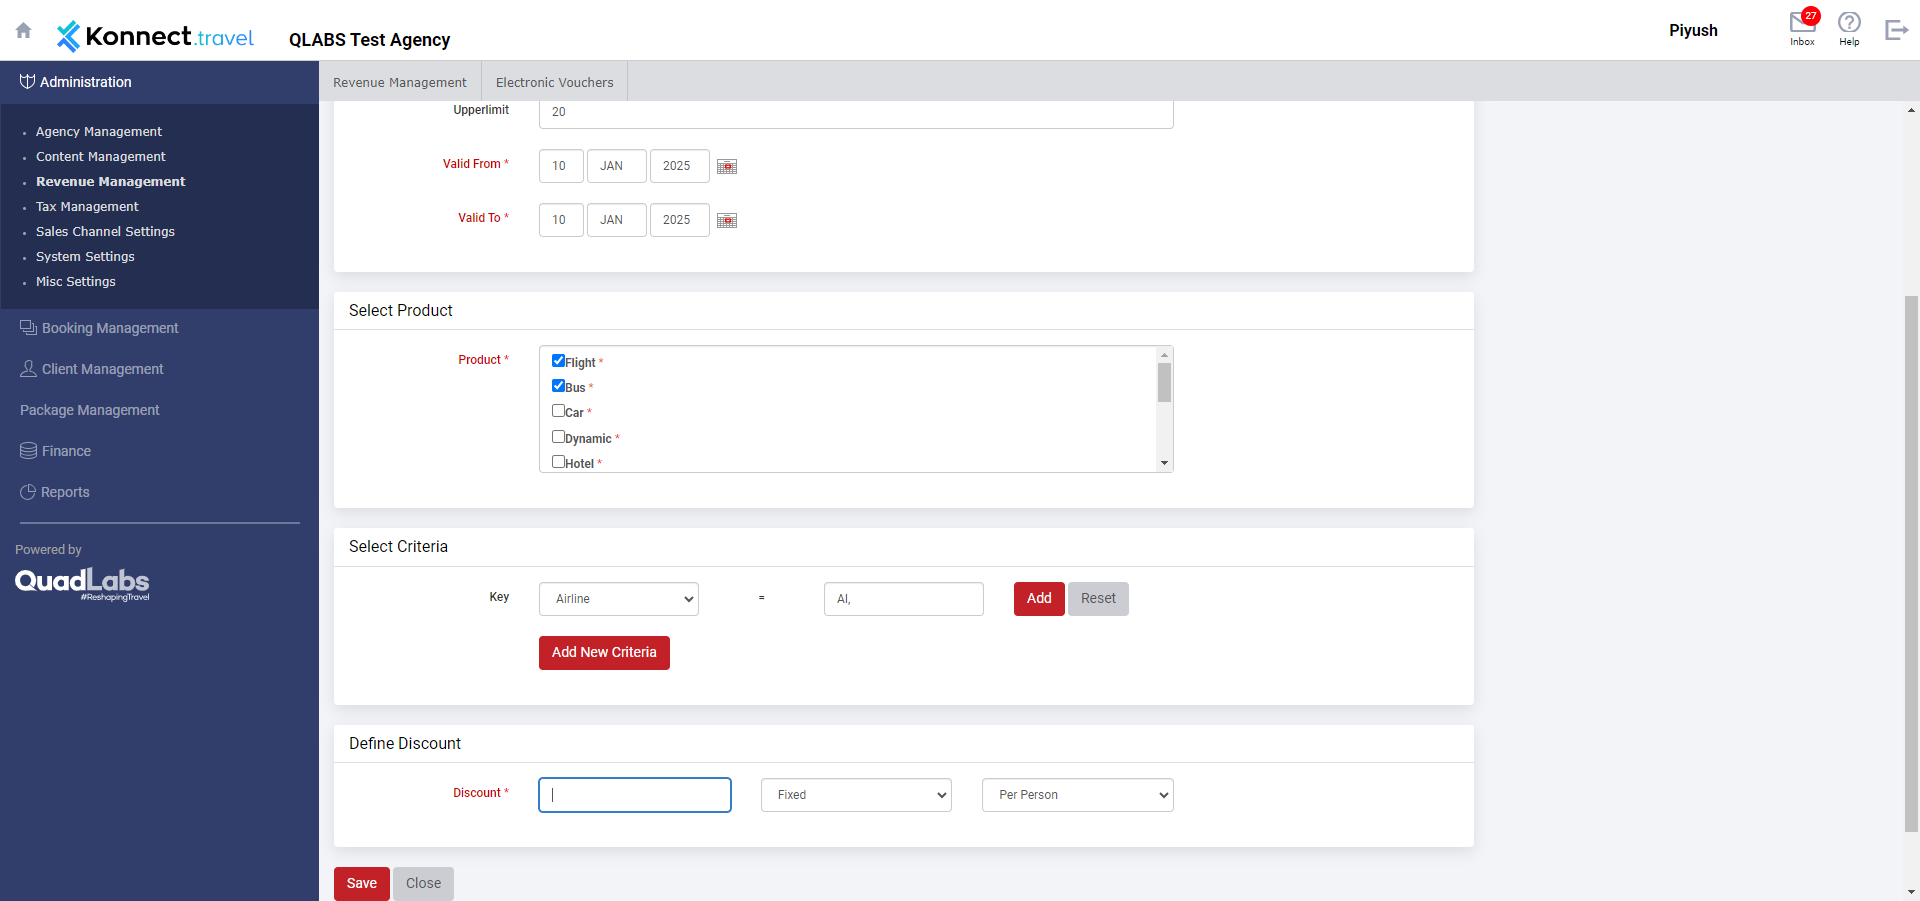 Konnect.travel
QLABS Test Agency
Piyush
27
Inbox
Help
Administration
Revenue Management
Electronic Vouchers
Agency Management
Content Management
Revenue Management
Tax Management
Sales Channel Settings
System Settings
Misc Settings
Booking Management
Client Management
Package Management
Finance
Reports
Powered by
QuadLabs
#ReshapingTravel
Upperlimit
20
Valid From *
10 JAN 2025
Valid To *
10 JAN 2025
Select Product
Product *
Flight *
Bus *
Car *
Dynamic *
Hotel *
Select Criteria
Key Airline = AI, Add Reset
Add New Criteria
Define Discount
Discount * Fixed Per Person
Save Close